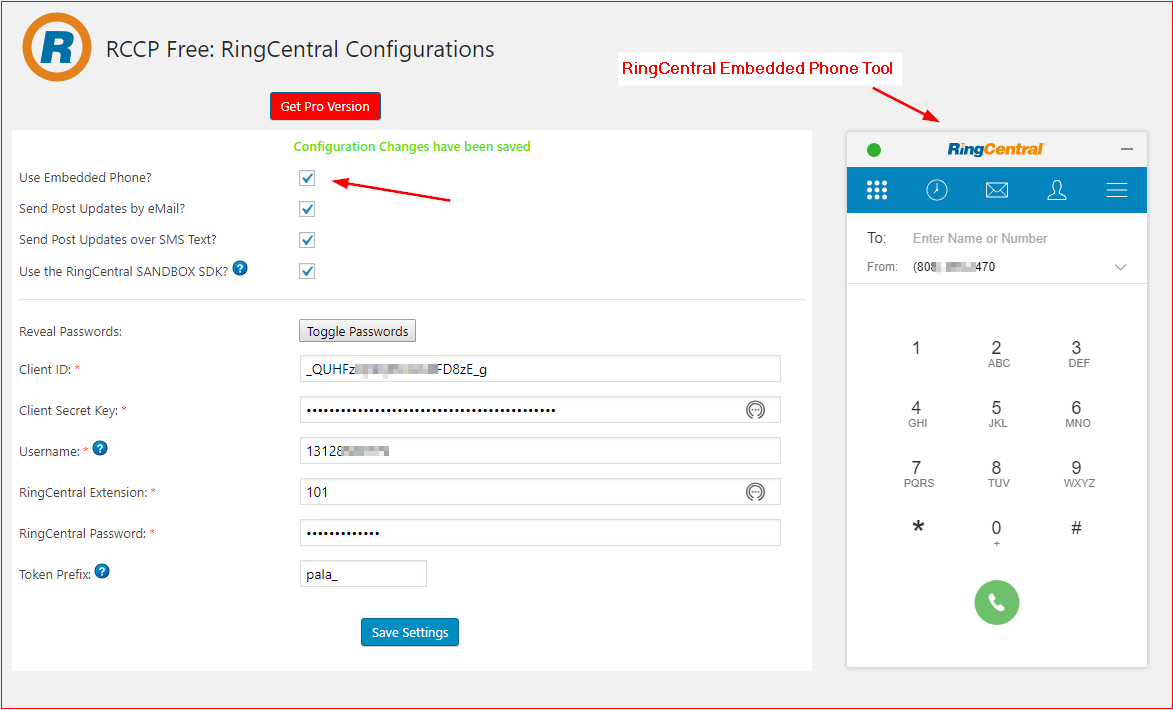 R
RCCP Free: RingCentral Configurations
RingCentral Embedded Phone Tool
Get Pro Version
Configuration Changes have been saved
Use Embedded Phone?
Send Post Updates by eMail?
Send Post Updates over SMS Text?
Use the RingCentral SANDBOX SDK? ?
Reveal Passwords: Toggle Passwords
Client ID: * _QUHFz FD8zE_g
Client Secret Key: *
Username: * ? 13128
RingCentral Extension: * 101
RingCentral Password: *
Token Prefix: ? pala_
Save Settings
RingCentral
To: Enter Name or Number
From: (808 470
1 2 3
ABC DEF
4 5 6
GHI JKL MNO
7 8 9
PQRS TUV WXYZ
* 0 #
+